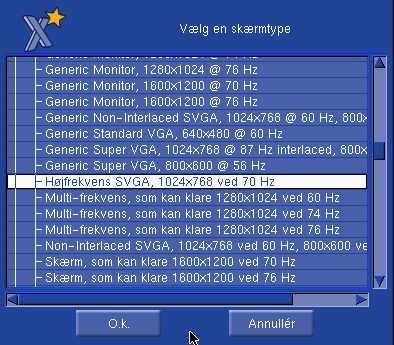 Vælg en skærmtype
Generic Monitor, 1280x1024 @ 76 Hz
Generic Monitor, 1600x1200 @ 70 Hz
Generic Monitor, 1600x1200 @ 76 Hz
Generic Non-Interlaced SVGA, 1024x768 @ 60 Hz, 800x
Generic Standard VGA, 640x480 @ 60 Hz
Generic Super VGA, 1024x768 @ 87 Hz interlaced, 800x
Generic Super VGA, 800x600 @ 56 Hz
Højfrekvens SVGA, 1024x768 ved 70 Hz
Multi-frekvens, som kan klare 1280x1024 ved 60 Hz
Multi-frekvens, som kan klare 1280x1024 ved 74 Hz
Multi-frekvens, som kan klare 1280x1024 ved 76 Hz
Non-Interlaced SVGA, 1024x768 ved 60 Hz, 800x600 ve
Skærm, som kan klare 1600x1200 ved 70 Hz
Skærm, som kan klare 1600x1200 ved 76 Hz
O.k.
Annullér